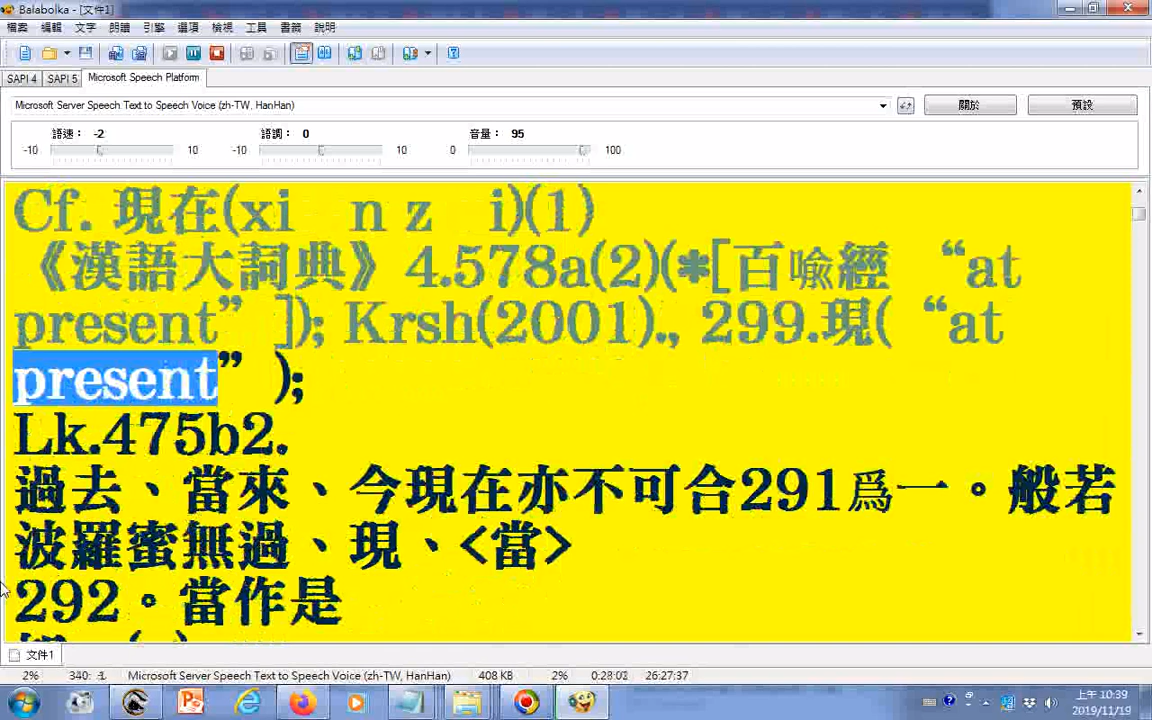 Balabolka - [文件1]
檔案 編輯 文字 朗讀 引擎 選項 檢視 工具 書籤 說明
SAPI 4 SAPI 5 Microsoft Speech Platform
Microsoft Server Speech Text to Speech Voice (zh-TW, HanHan)
關於 預設
語速： -2 語調： 0 音量： 95
-10 10 -10 10 0 100
Cf. 現在(xi n z i)(1)
《漢語大詞典》 4.578a(2)(*[百喩經 “at
present” ]); Krsh(2001)., 299.現( “at
present” );
Lk.475b2.
過去、當來、今現在亦不可合291爲一。般若
波羅蜜無過、現、<當>
292。當作是
文件1
2% 340: 1 Microsoft Server Speech Text to Speech Voice (zh-TW, HanHan) 408 KB 2% 0:28:02 26:27:37
上午 10:39
2019/11/19